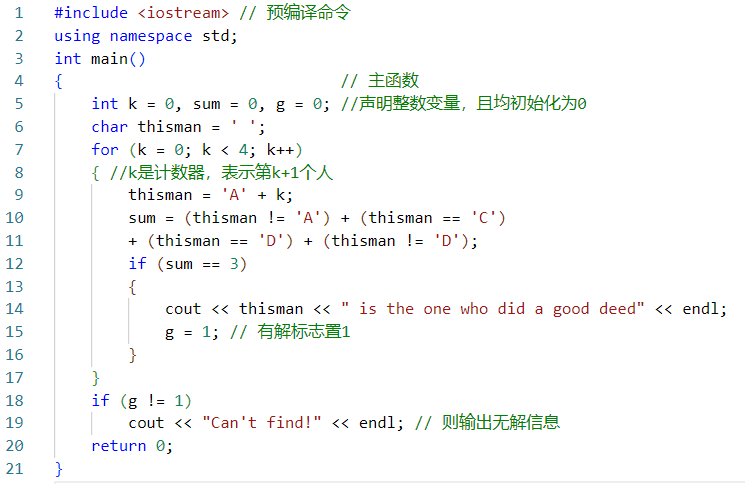 1 #include <iostream> // 预编译命令
2 using namespace std;
3 int main()
4 { // 主函数
5 int k = 0, sum = 0, g = 0; //声明整数变量，且均初始化为0
6 char thisman = ' ';
7 for (k = 0; k < 4; k++)
8 { //k是计数器，表示第k+1个人
9 thisman = 'A' + k;
10 sum = (thisman != 'A') + (thisman == 'C')
11 + (thisman == 'D') + (thisman != 'D');
12 if (sum == 3)
13 {
14 cout << thisman << " is the one who did a good deed" << endl;
15 g = 1; // 有解标志置1
16 }
17 }
18 if (g != 1)
19 cout << "Can't find!" << endl; // 则输出无解信息
20 return 0;
21 }